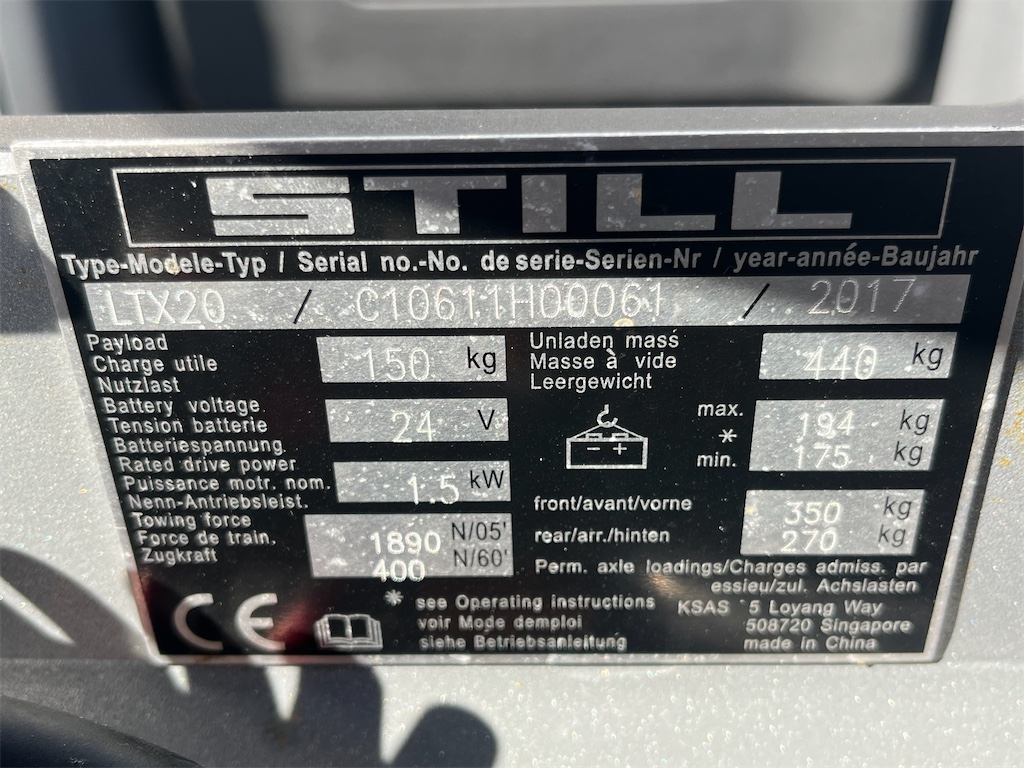 STILL
Type-Modele-Typ / Serial no.-No. de serie-Serien-Nr / year-année-Baujahr
LTX20 / C10611H00061 / 2017
Payload
Charge utile
Nutzlast
150 kg
Battery voltage
Tension batterie
Batteriespannung
24 V
Rated drive power
Puissance motr. nom.
Nenn-Antriebsleist.
1.5 kW
Towing force
Force de train.
Zugkraft
1890 N/05'
400 N/60'
Unladen mass
Masse à vide
Leergewicht
440 kg
max. 194 kg
*
min. 175 kg
- +
front/avant/vorne 350 kg
rear/arr./hinten 270 kg
Perm. axle loadings/Charges admiss. par
essieu/zul. Achslasten
CE
* see Operating instructions
voir Mode demploi
siehe Betriebsanleitung
KSAS 5 Loyang Way
508720 Singapore
made in China